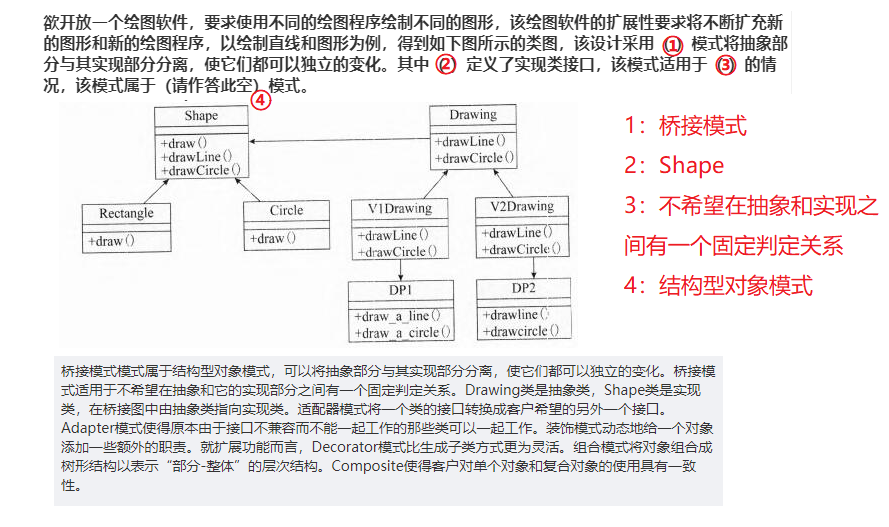 欲开放一个绘图软件，要求使用不同的绘图程序绘制不同的图形，该绘图软件的扩展性要求将不断扩充新
的图形和新的绘图程序，以绘制直线和图形为例，得到如下图所示的类图，该设计采用（①）模式将抽象部
分与其实现部分分离，使它们都可以独立的变化。其中（②）定义了实现类接口，该模式适用于（③）的情
况，该模式属于（请作答此空）模式。
④
Shape
+draw()
+drawLine()
+drawCircle()
Drawing
+drawLine()
+drawCircle()
Rectangle
+draw()
Circle
+draw()
V1Drawing
+drawLine()
+drawCircle()
V2Drawing
+drawLine()
+drawCircle()
DP1
+draw_a_line()
+draw_a_circle()
DP2
+drawline()
+drawcircle()
1：桥接模式
2：Shape
3：不希望在抽象和实现之
间有一个固定判定关系
4：结构型对象模式
桥接模式模式属于结构型对象模式，可以将抽象部分与其实现部分分离，使它们都可以独立的变化。桥接模
式适用于不希望在抽象和它的实现部分之间有一个固定判定关系。Drawing类是抽象类，Shape类是实现
类，在桥接图中由抽象类指向实现类。适配器模式将一个类的接口转换成客户希望的另外一个接口。
Adapter模式使得原本由于接口不兼容而不能一起工作的那些类可以一起工作。装饰模式动态地给一个对象
添加一些额外的职责。就扩展功能而言，Decorator模式比生成子类方式更为灵活。组合模式将对象组合成
树形结构以表示“部分-整体”的层次结构。Composite使得客户对单个对象和复合对象的使用具有一致
性。